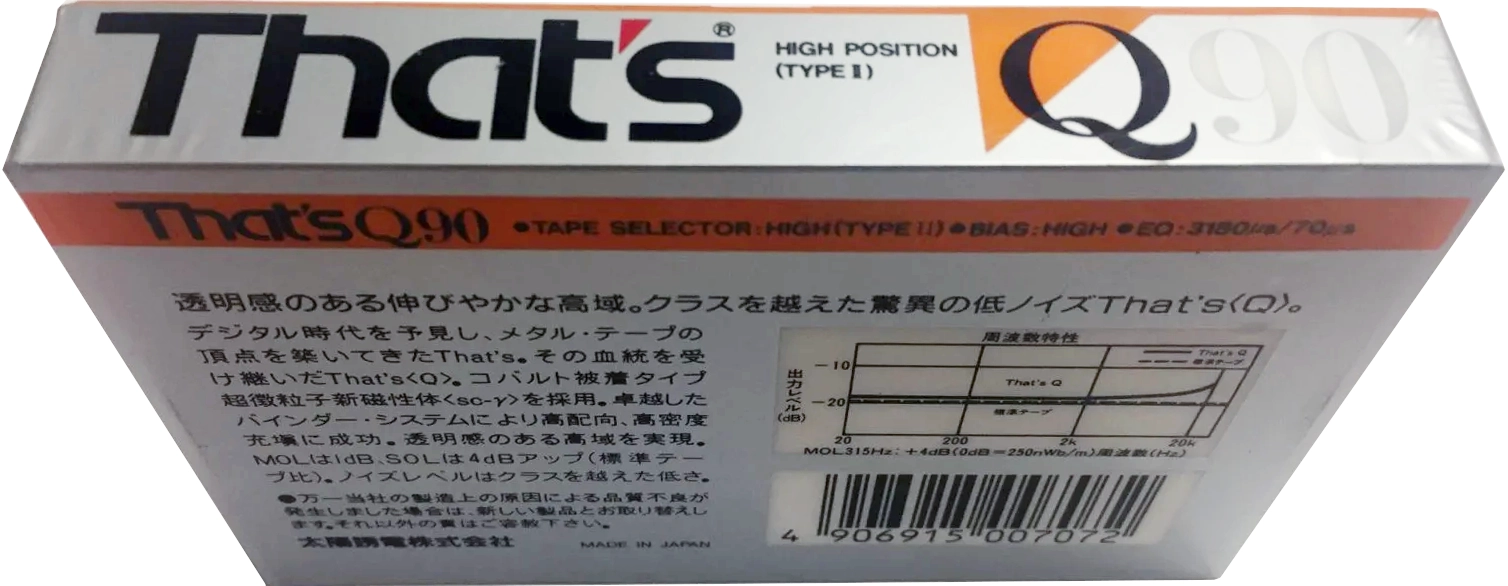 That's®
HIGH POSITION
(TYPE II)
Q90
That's Q90 ●TAPE SELECTOR:HIGH(TYPE II)●BIAS:HIGH ●EQ:3180μs/70μs
透明感のある伸びやかな高域。クラスを越えた驚異の低ノイズThat's〈Q〉。
デジタル時代を予見し、メタル・テープの
頂点を築いてきたThat's。その血統を受
け継いだThat's〈Q〉。コバルト被着タイプ
超微粒子新磁性体〈sc-γ〉を採用。卓越した
バインダー・システムにより高配向、高密度
充塡に成功。透明感のある高域を実現。
MOLは1dB、SOLは4dBアップ(標準テー
プ比)。ノイズレベルはクラスを越えた低さ。
●万一当社の製造上の原因による品質不良が
発生しました場合は、新しい製品とお取り替えし
ます。それ以外の責はご容赦下さい。
太陽誘電株式会社 MADE IN JAPAN
周波数特性
That's Q
標準テープ
出力レベル(dB)
-10
-20
That's Q
標準テープ
20 200 2k 20k
MOL315Hz:+4dB(0dB=250nWb/m)周波数(Hz)
4 906915 007072